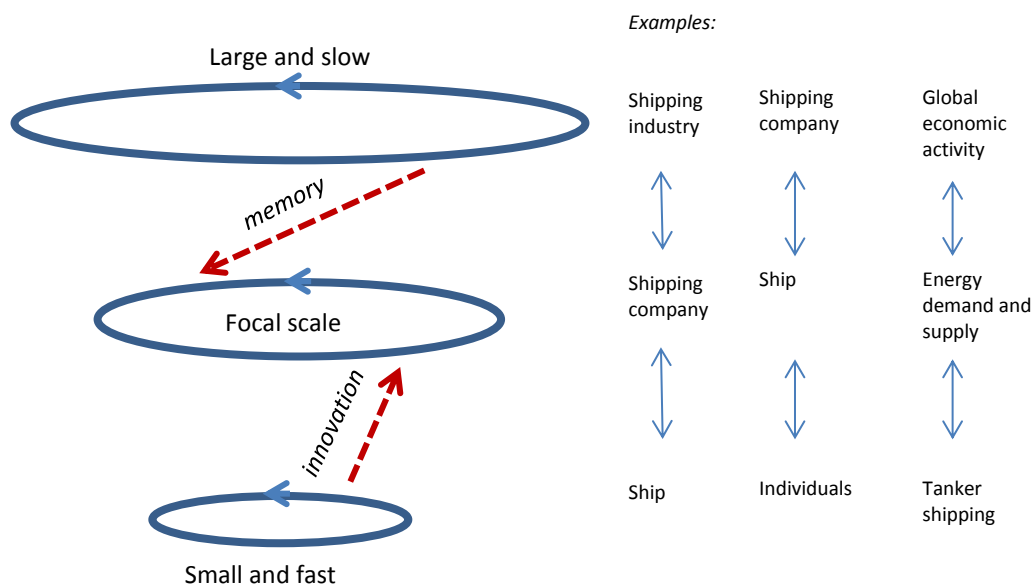 Examples:
Large and slow
Shipping
industry
Shipping
company
Global
economic
activity
memory
Shipping
company
Ship
Energy
demand and
supply
Focal scale
innovation
Ship
Individuals
Tanker
shipping
Small and fast